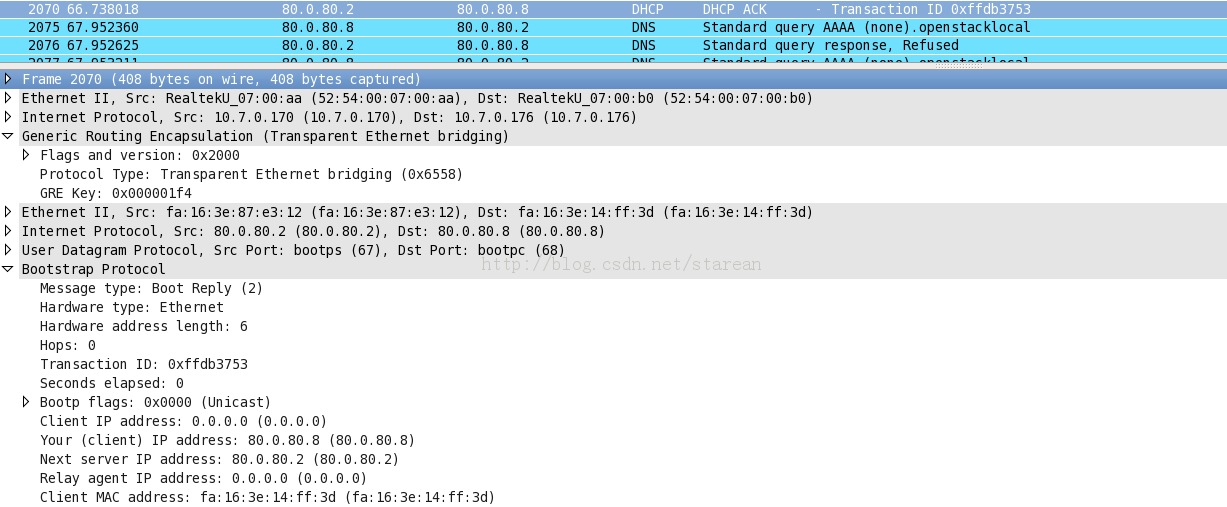 2070 66.738018 80.0.80.2 80.0.80.8 DHCP DHCP ACK - Transaction ID 0xffdb3753
2075 67.952360 80.0.80.8 80.0.80.2 DNS Standard query AAAA (none).openstacklocal
2076 67.952625 80.0.80.2 80.0.80.8 DNS Standard query response, Refused
2077 67.953211 80.0.80.8 80.0.80.2 DNS Standard query AAAA (none).openstacklocal
Frame 2070 (408 bytes on wire, 408 bytes captured)
Ethernet II, Src: RealtekU_07:00:aa (52:54:00:07:00:aa), Dst: RealtekU_07:00:b0 (52:54:00:07:00:b0)
Internet Protocol, Src: 10.7.0.170 (10.7.0.170), Dst: 10.7.0.176 (10.7.0.176)
Generic Routing Encapsulation (Transparent Ethernet bridging)
Flags and version: 0x2000
Protocol Type: Transparent Ethernet bridging (0x6558)
GRE Key: 0x000001f4
Ethernet II, Src: fa:16:3e:87:e3:12 (fa:16:3e:87:e3:12), Dst: fa:16:3e:14:ff:3d (fa:16:3e:14:ff:3d)
Internet Protocol, Src: 80.0.80.2 (80.0.80.2), Dst: 80.0.80.8 (80.0.80.8)
User Datagram Protocol, Src Port: bootps (67), Dst Port: bootpc (68)
http://blog.csdn.net/starean
Bootstrap Protocol
Message type: Boot Reply (2)
Hardware type: Ethernet
Hardware address length: 6
Hops: 0
Transaction ID: 0xffdb3753
Seconds elapsed: 0
Bootp flags: 0x0000 (Unicast)
Client IP address: 0.0.0.0 (0.0.0.0)
Your (client) IP address: 80.0.80.8 (80.0.80.8)
Next server IP address: 80.0.80.2 (80.0.80.2)
Relay agent IP address: 0.0.0.0 (0.0.0.0)
Client MAC address: fa:16:3e:14:ff:3d (fa:16:3e:14:ff:3d)